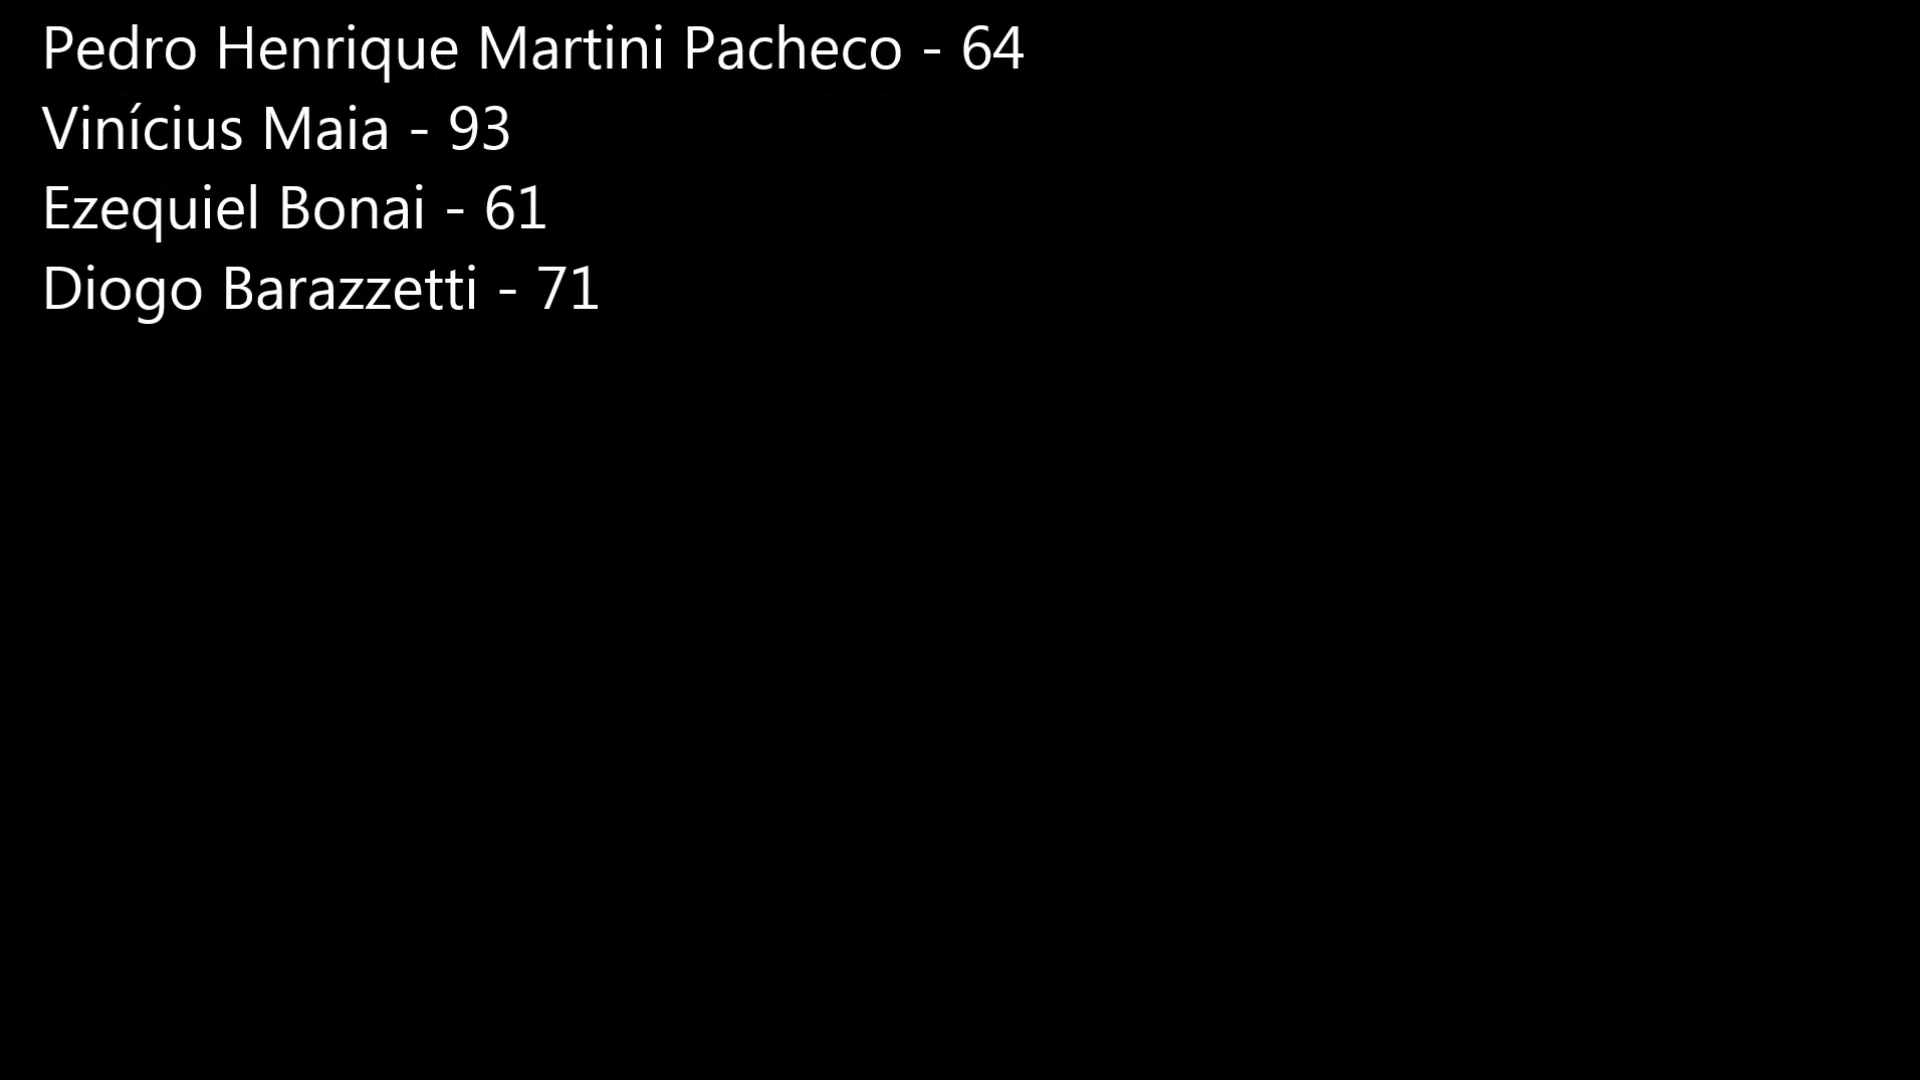 Pedro Henrique Martini Pacheco - 64
Vinícius Maia - 93
Ezequiel Bonai - 61
Diogo Barazzetti - 71